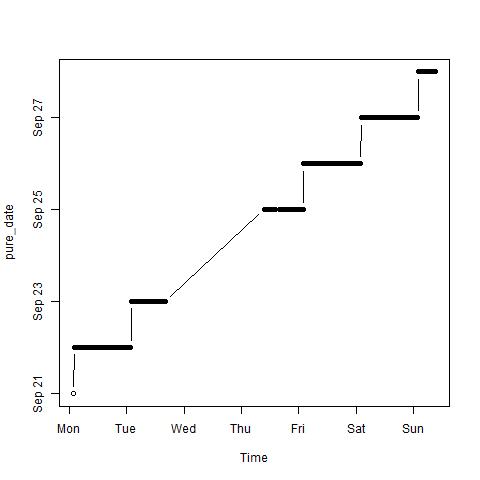 pure_date
Sep 27
Sep 25
Sep 23
Sep 21
Mon Tue Wed Thu Fri Sat Sun
Time